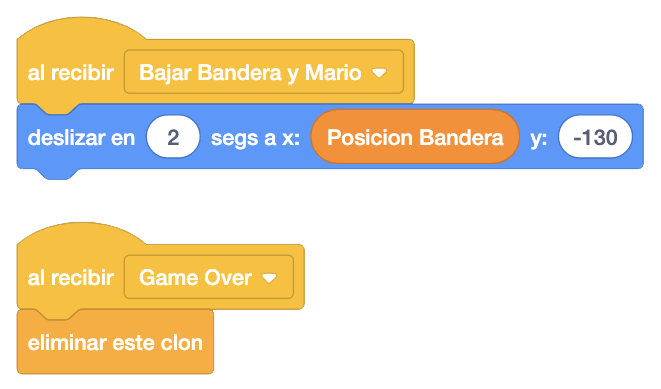 al recibir Bajar Bandera y Mario
deslizar en 2 segs a x: Posicion Bandera y: -130
al recibir Game Over
eliminar este clon